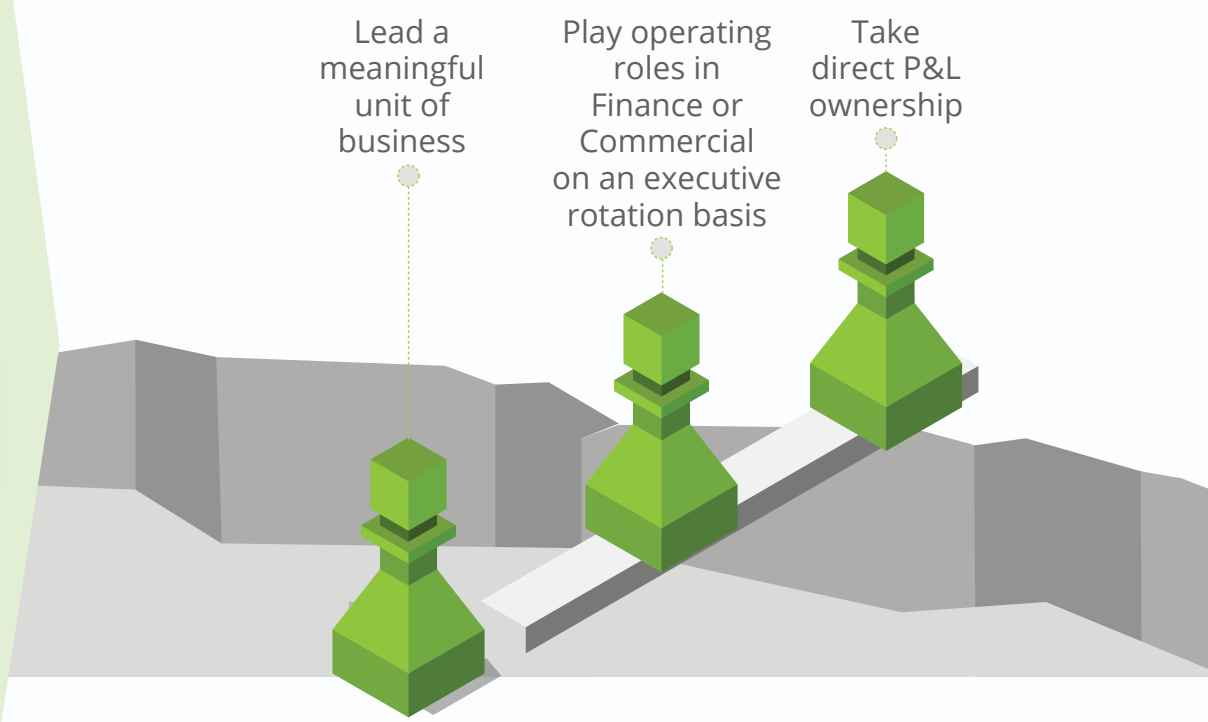 Lead a
meaningful
unit of
business
Play operating
roles in
Finance or
Commercial
on an executive
rotation basis
Take
direct P&L
ownership